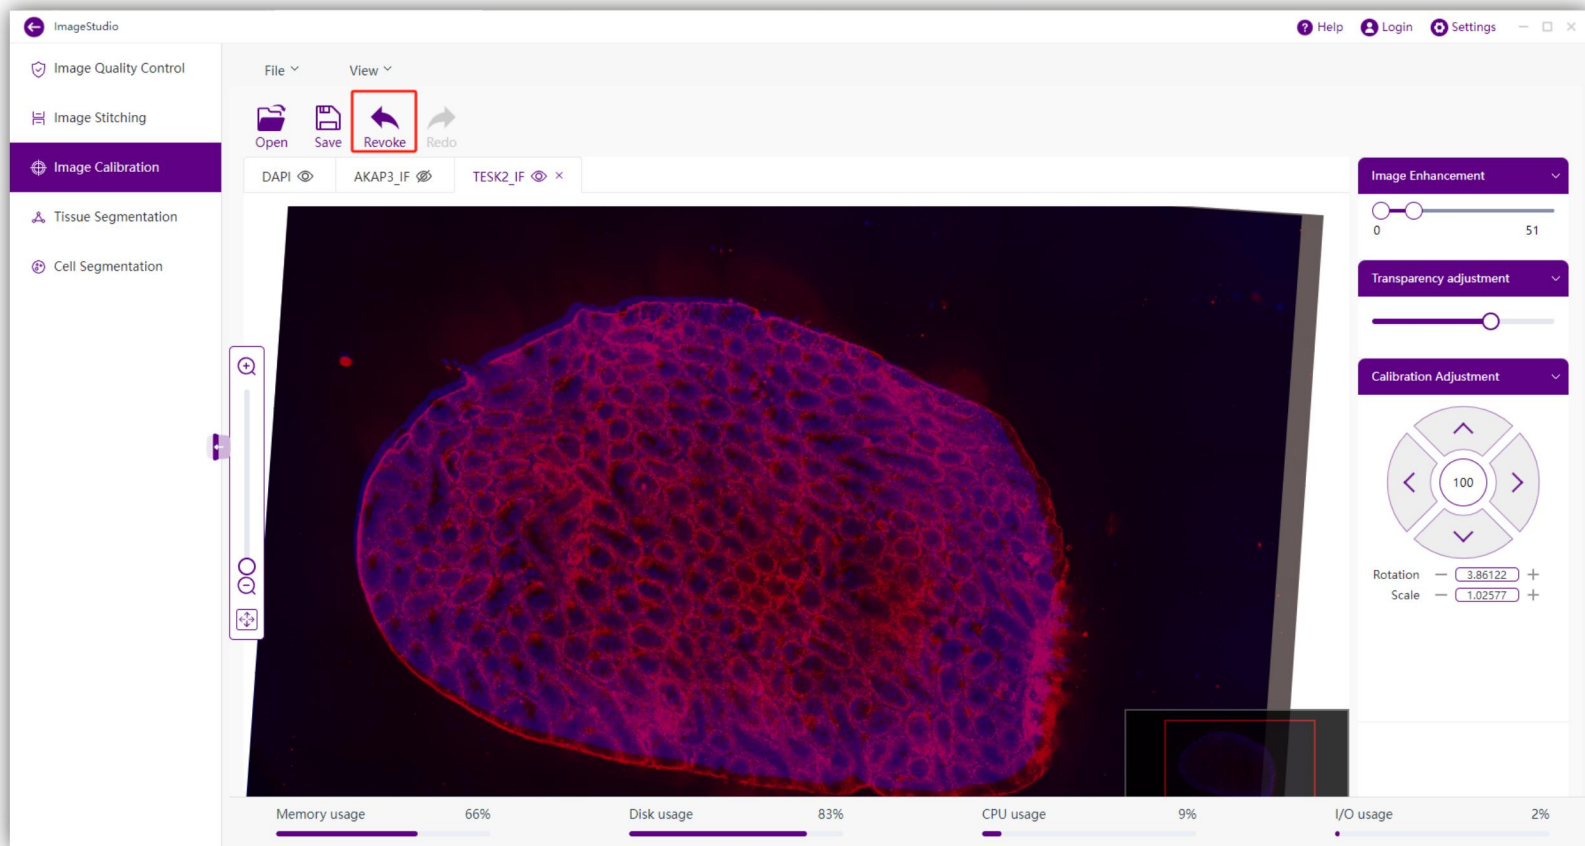 ImageStudio
Help Login Settings
Image Quality Control
Image Stitching
Image Calibration
Tissue Segmentation
Cell Segmentation
File View
Open Save Revoke Redo
DAPI AKAP3_IF TESK2_IF
Image Enhancement
0 51
Transparency adjustment
Calibration Adjustment
100
Rotation 3.86122
Scale 1.02577
Memory usage 66% Disk usage 83% CPU usage 9% I/O usage 2%